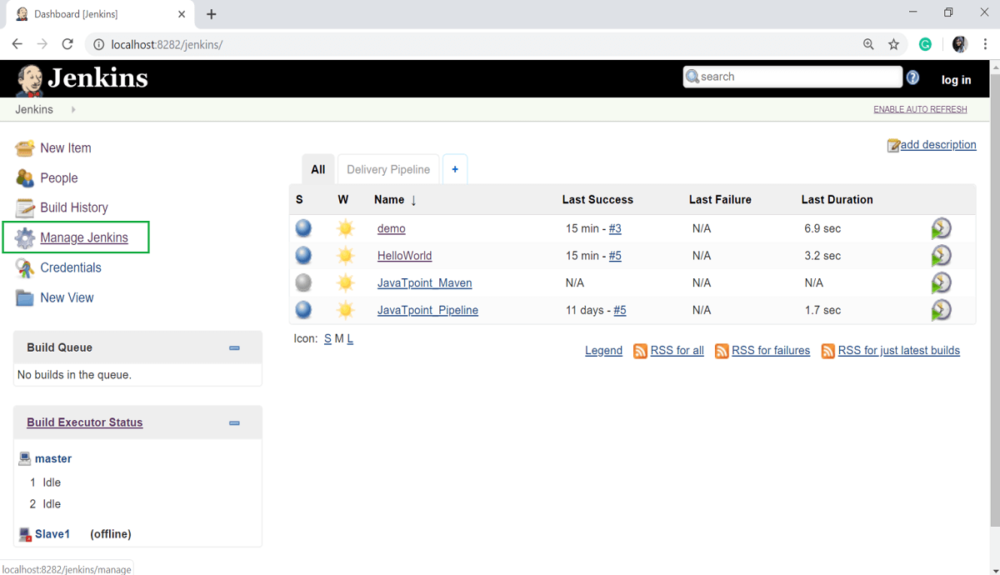 Dashboard [Jenkins]
localhost:8282/jenkins/
Jenkins
search
log in
Jenkins
ENABLE AUTO REFRESH
New Item
People
Build History
Manage Jenkins
Credentials
New View
add description
All Delivery Pipeline +
S W Name ↓ Last Success Last Failure Last Duration
demo 15 min - #3 N/A 6.9 sec
HelloWorld 15 min - #5 N/A 3.2 sec
JavaTpoint_Maven N/A N/A N/A
JavaTpoint_Pipeline 11 days - #5 N/A 1.7 sec
Icon: S M L
Legend RSS for all RSS for failures RSS for just latest builds
Build Queue
No builds in the queue.
Build Executor Status
master
1 Idle
2 Idle
Slave1 (offline)
localhost:8282/jenkins/manage